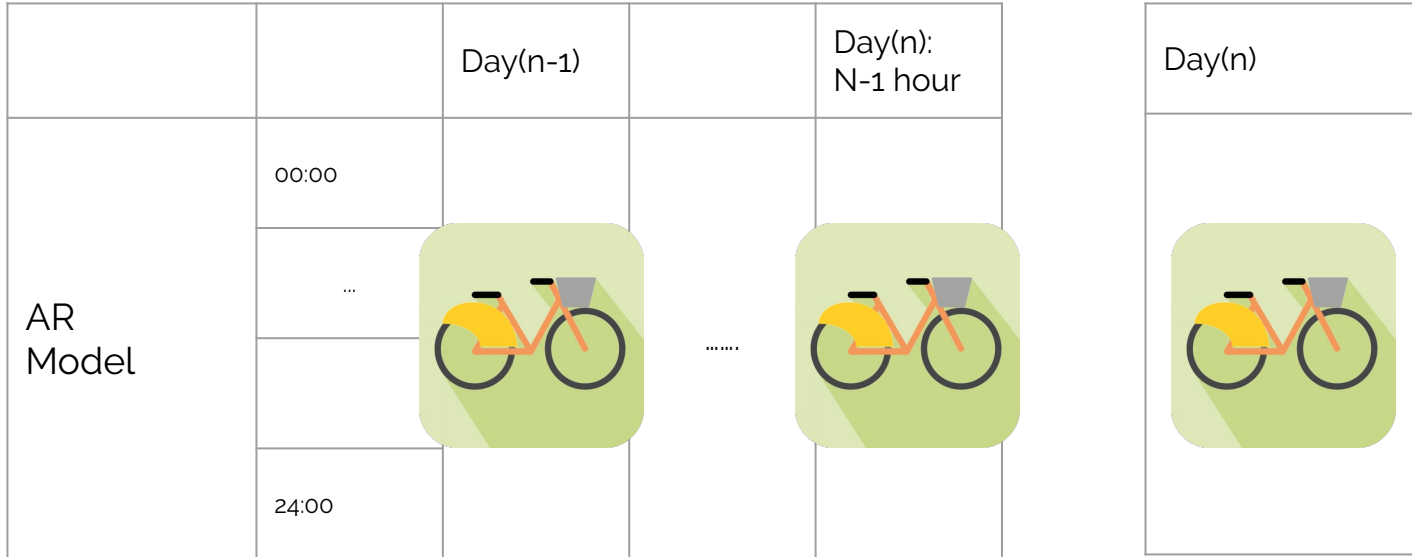 Day(n-1)
Day(n):
N-1 hour
Day(n)
AR
Model
00:00
...
.......
24:00